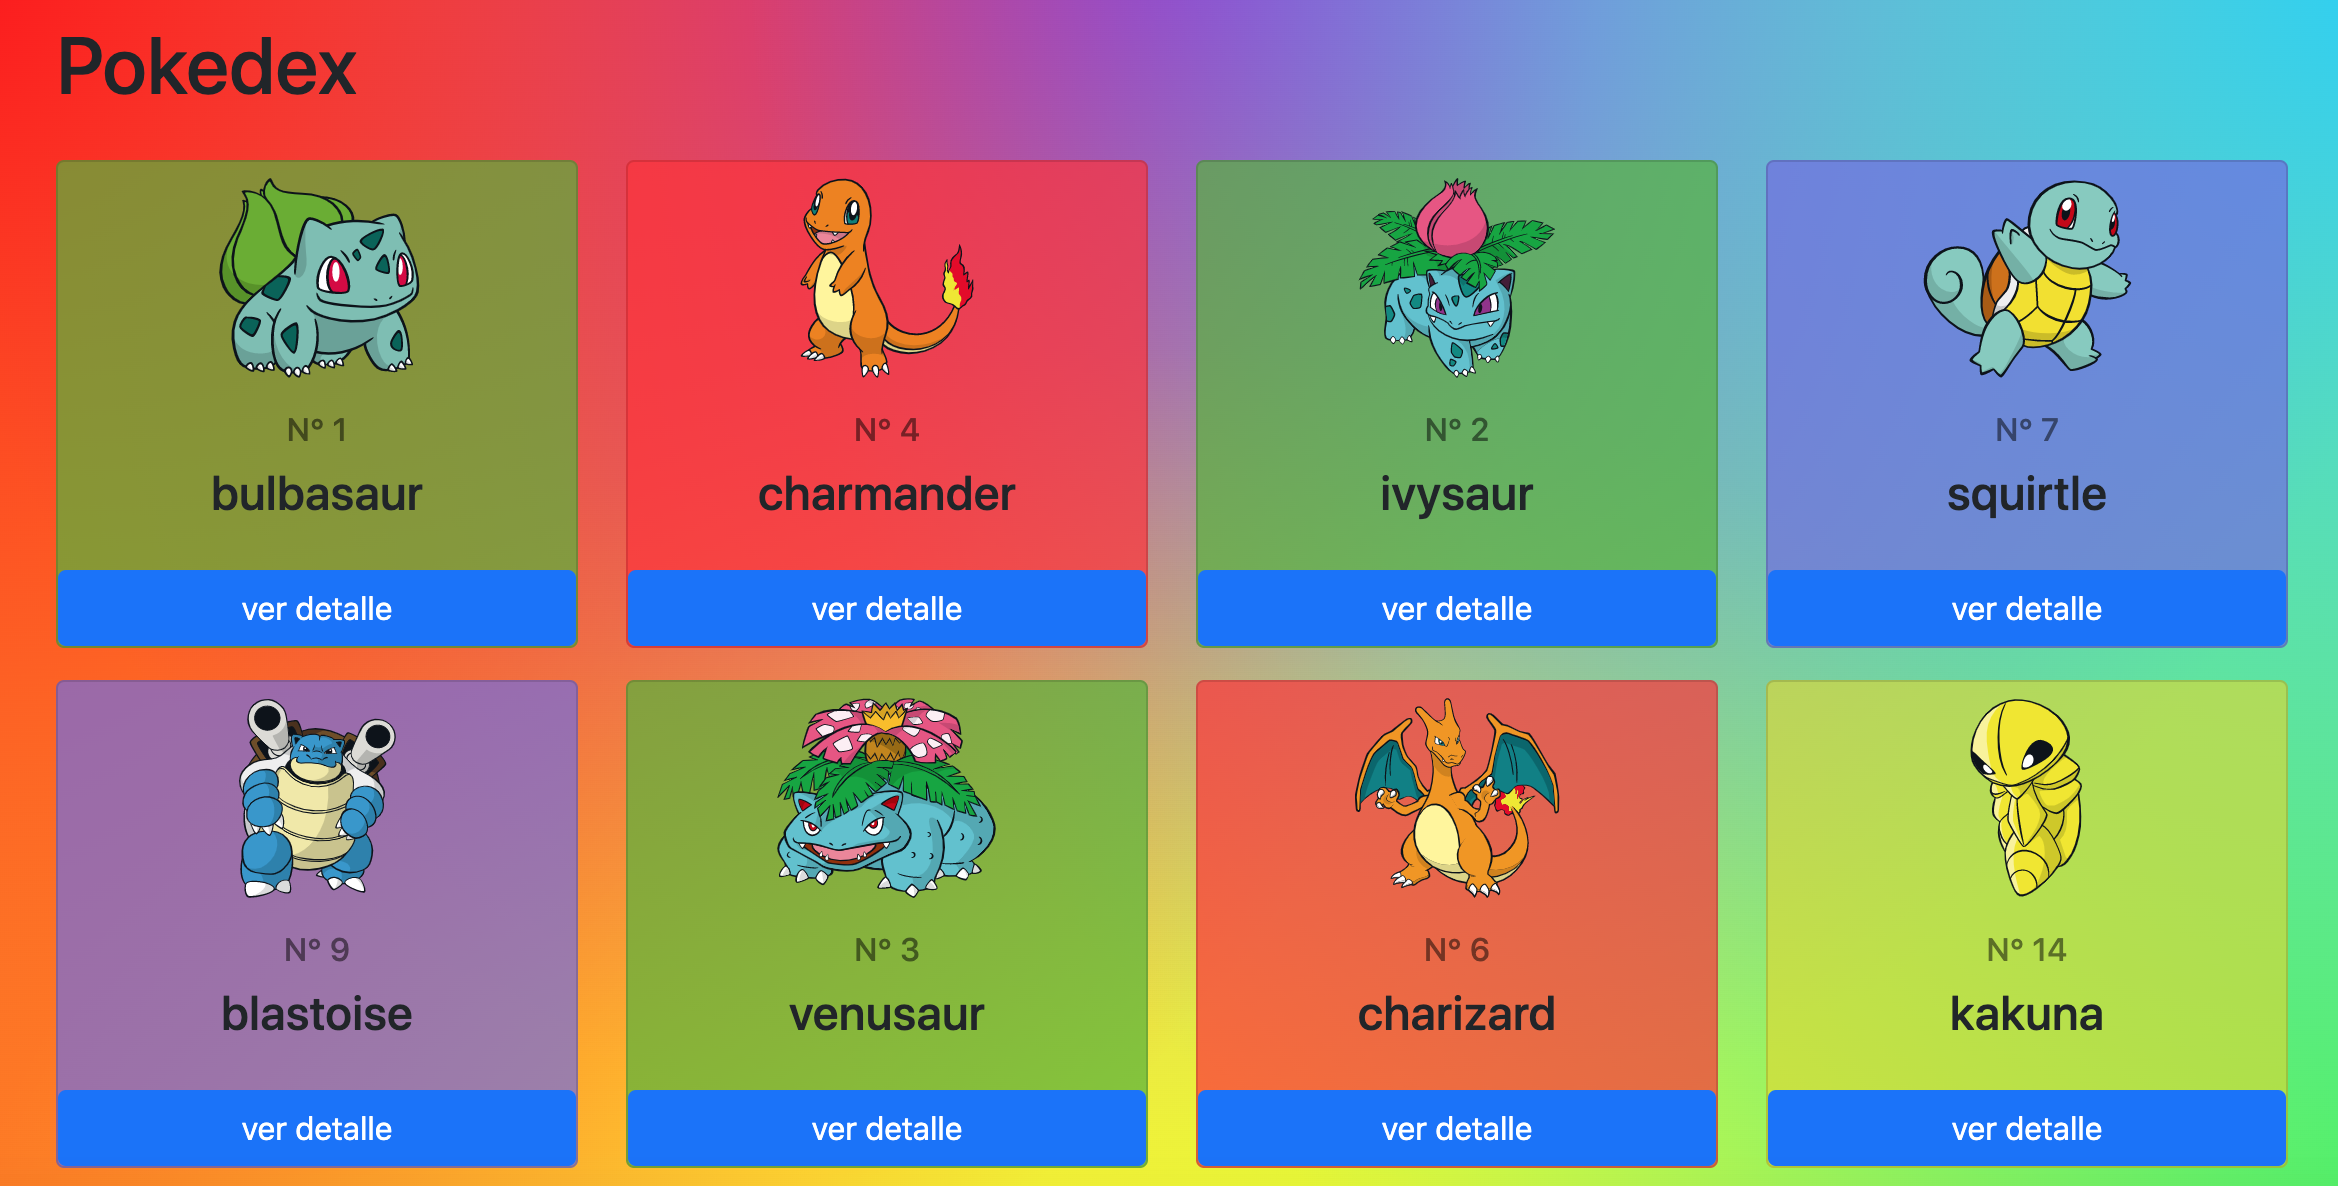 Pokedex
N° 1
bulbasaur
ver detalle
N° 4
charmander
ver detalle
N° 2
ivysaur
ver detalle
N° 7
squirtle
ver detalle
N° 9
blastoise
ver detalle
N° 3
venusaur
ver detalle
N° 6
charizard
ver detalle
N° 14
kakuna
ver detalle